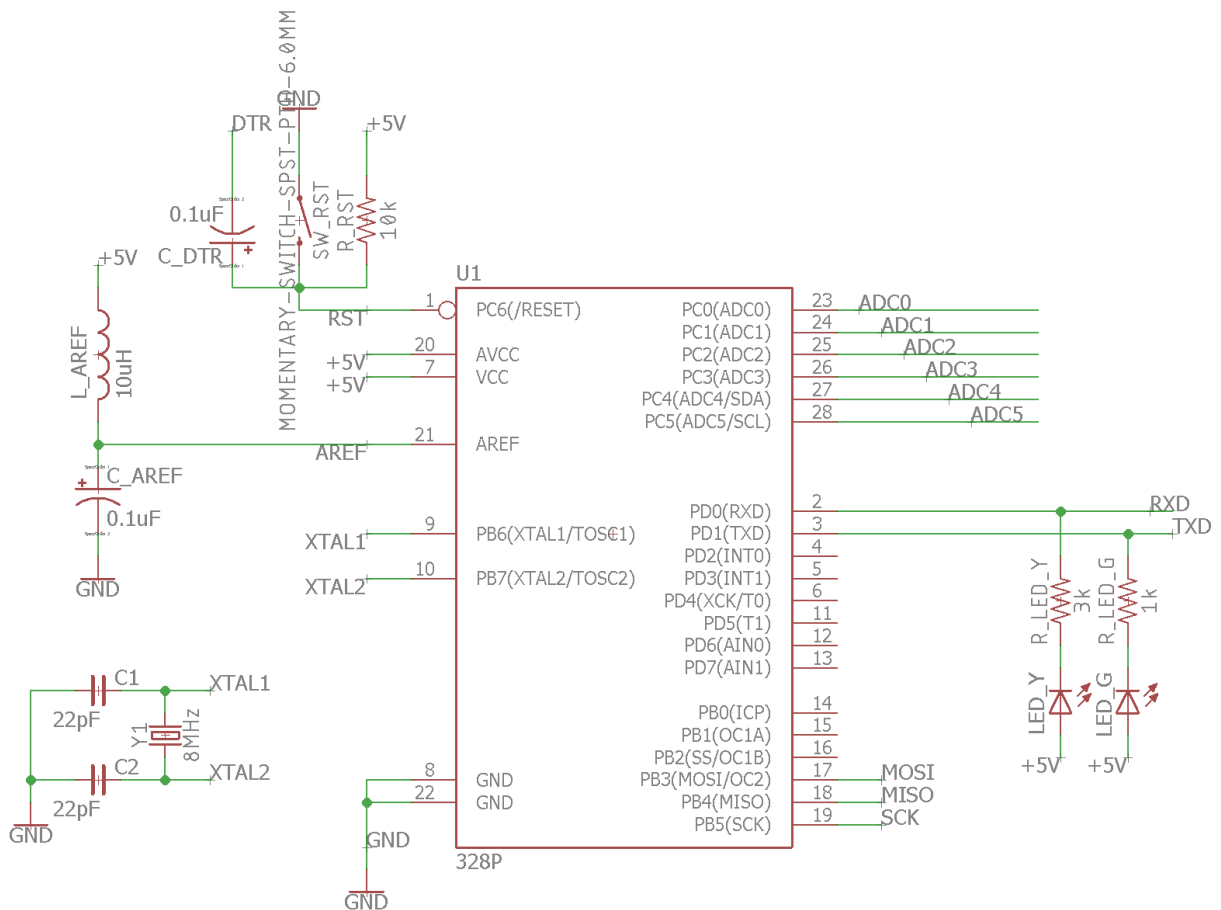 MOMENTARY-SWITCH-SPST-PTH-6.0MM
GND
DTR
+5V
0.1uF
C_DTR
SW_RST
R_RST
10k
+5V
L_AREF
10uH
C_AREF
0.1uF
GND
U1
328P
RST
1
PC6(/RESET)
+5V
20
AVCC
+5V
7
VCC
AREF
21
AREF
XTAL1
9
PB6(XTAL1/TOSC1)
XTAL2
10
PB7(XTAL2/TOSC2)
8
GND
22
GND
GND
GND
PC0(ADC0)
23
ADC0
PC1(ADC1)
24
ADC1
PC2(ADC2)
25
ADC2
PC3(ADC3)
26
ADC3
PC4(ADC4/SDA)
27
ADC4
PC5(ADC5/SCL)
28
ADC5
PD0(RXD)
2
RXD
PD1(TXD)
3
TXD
PD2(INT0)
4
PD3(INT1)
5
PD4(XCK/T0)
6
PD5(T1)
11
PD6(AIN0)
12
PD7(AIN1)
13
PB0(ICP)
14
PB1(OC1A)
15
PB2(SS/OC1B)
16
PB3(MOSI/OC2)
17
MOSI
PB4(MISO)
18
MISO
PB5(SCK)
19
SCK
R_LED_Y
3k
R_LED_G
1k
LED_Y
LED_G
+5V
+5V
C1
22pF
XTAL1
Y1
8MHz
C2
22pF
XTAL2
GND